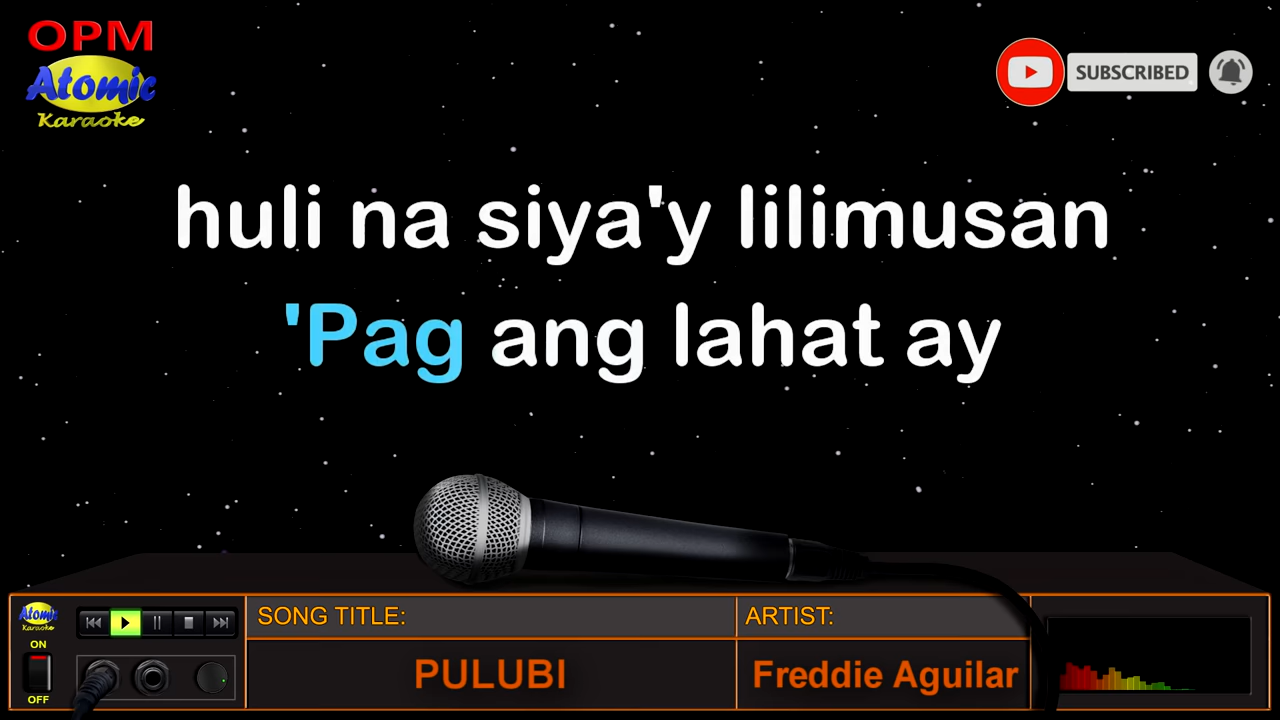 OPM
Atomic
Karaoke
SUBSCRIBED
huli na siya'y lilimusan
'Pag ang lahat ay
Atomic
Karaoke
ON
OFF
SONG TITLE:
PULUBI
ARTIST:
Freddie Aguilar